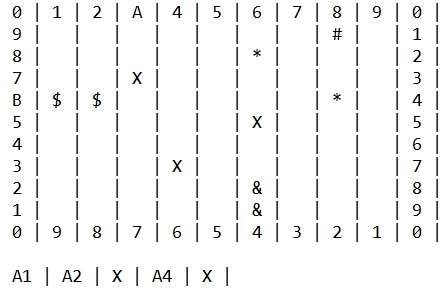 0 | 1 | 2 | A | 4 | 5 | 6 | 7 | 8 | 9 | 0 |
9 |   |   |   |   |   |   |   | # |   | 1 |
8 |   |   |   |   |   | * |   |   |   | 2 |
7 |   |   | X |   |   |   |   |   |   | 3 |
B | $ | $ |   |   |   |   |   | * |   | 4 |
5 |   |   |   |   |   | X |   |   |   | 5 |
4 |   |   |   |   |   |   |   |   |   | 6 |
3 |   |   |   | X |   |   |   |   |   | 7 |
2 |   |   |   |   |   | & |   |   |   | 8 |
1 |   |   |   |   |   | & |   |   |   | 9 |
0 | 9 | 8 | 7 | 6 | 5 | 4 | 3 | 2 | 1 | 0 |
A1 | A2 | X | A4 | X |